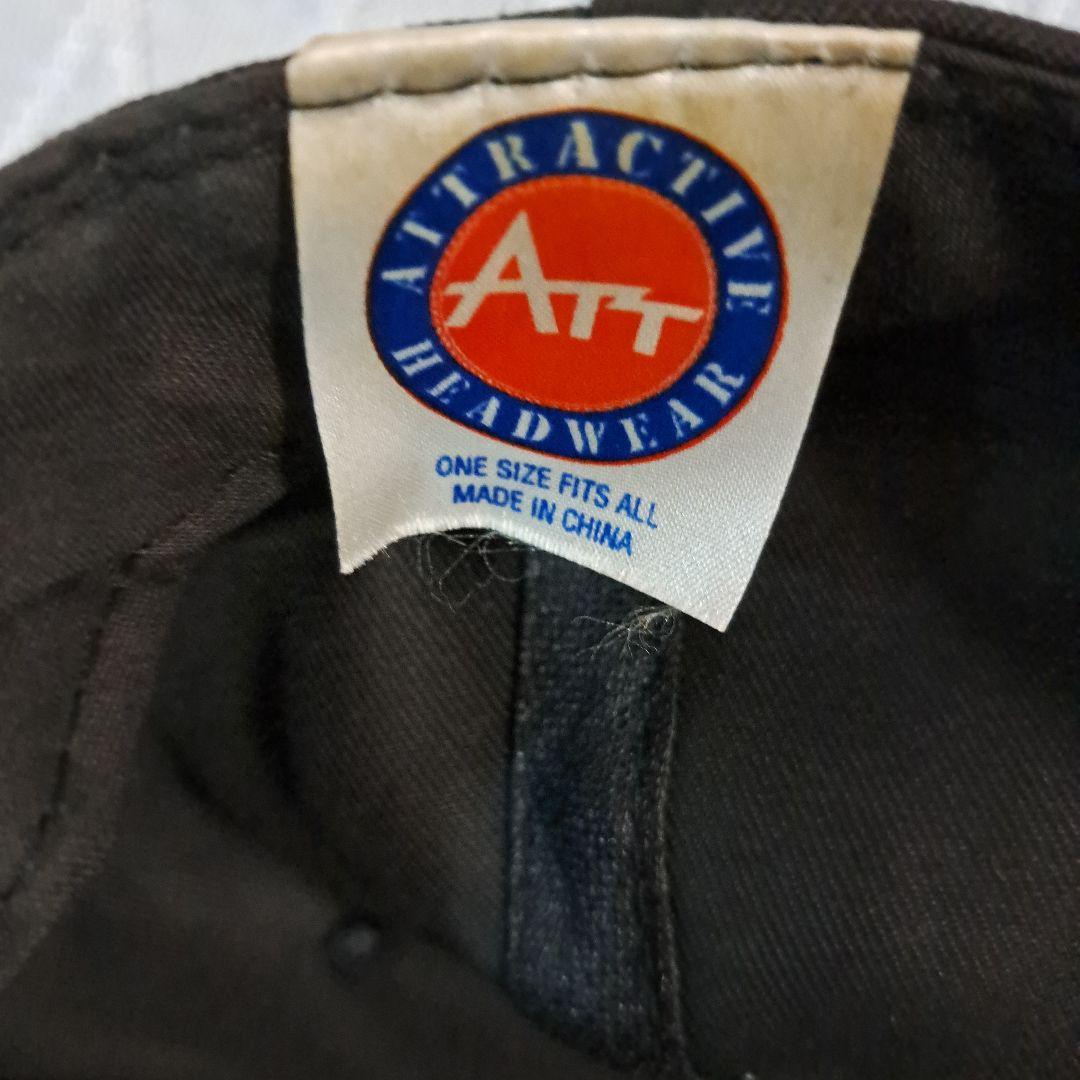 ATTRACTIVE
ATT
HEADWEAR
ONE SIZE FITS ALL
MADE IN CHINA